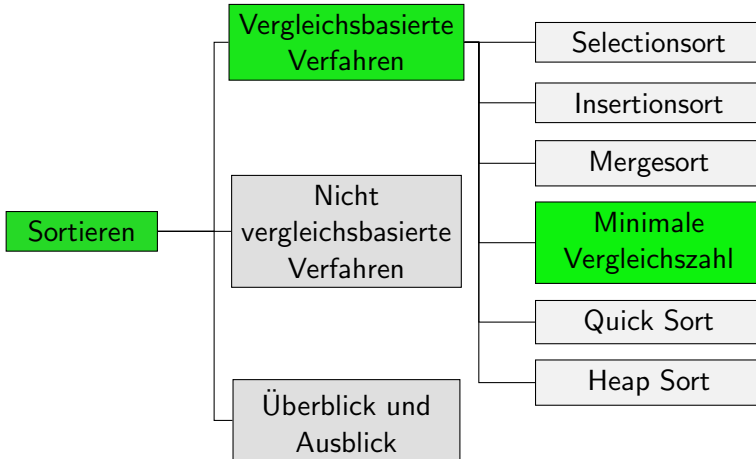 Sortieren
Vergleichsbasierte
Verfahren
Nicht
vergleichsbasierte
Verfahren
Überblick und
Ausblick
Selectionsort
Insertionsort
Mergesort
Minimale
Vergleichszahl
Quick Sort
Heap Sort